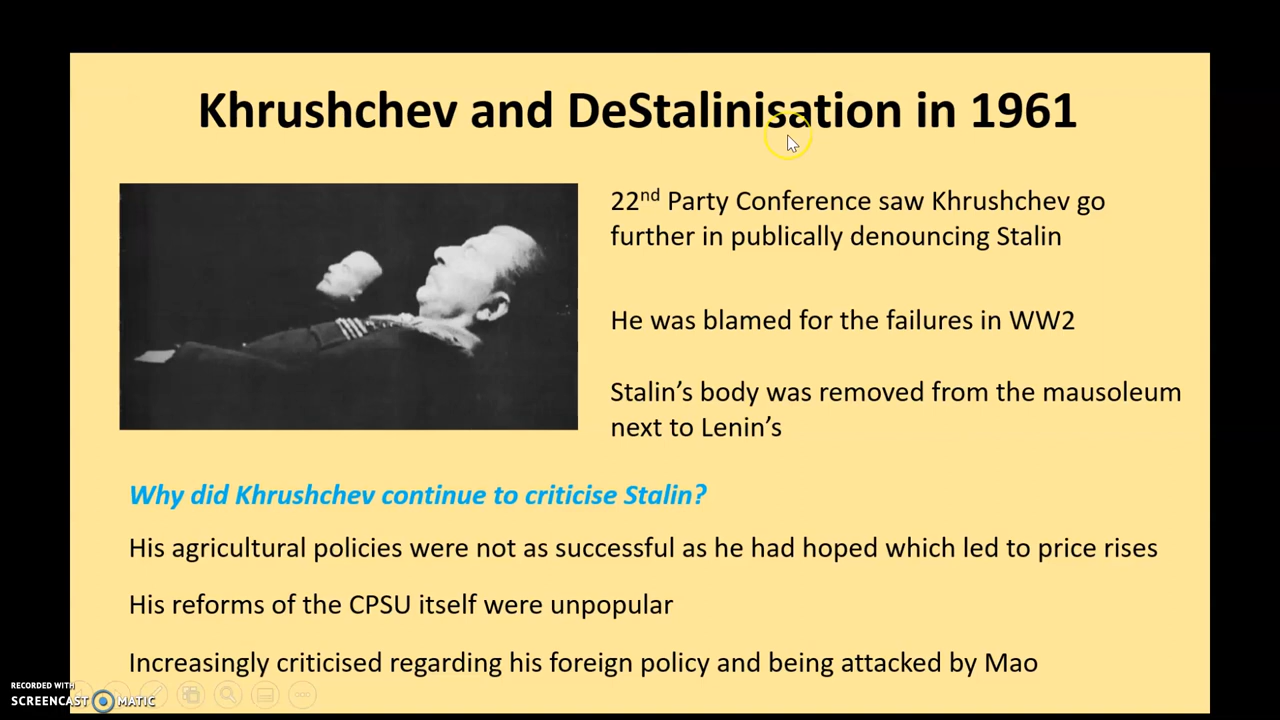 Khrushchev and DeStalinisation in 1961
22nd Party Conference saw Khrushchev go
further in publically denouncing Stalin
He was blamed for the failures in WW2
Stalin's body was removed from the mausoleum
next to Lenin's
Why did Khrushchev continue to criticise Stalin?
His agricultural policies were not as successful as he had hoped which led to price rises
His reforms of the CPSU itself were unpopular
Increasingly criticised regarding his foreign policy and being attacked by Mao
RECORDED WITH
SCREENCAST MATIC